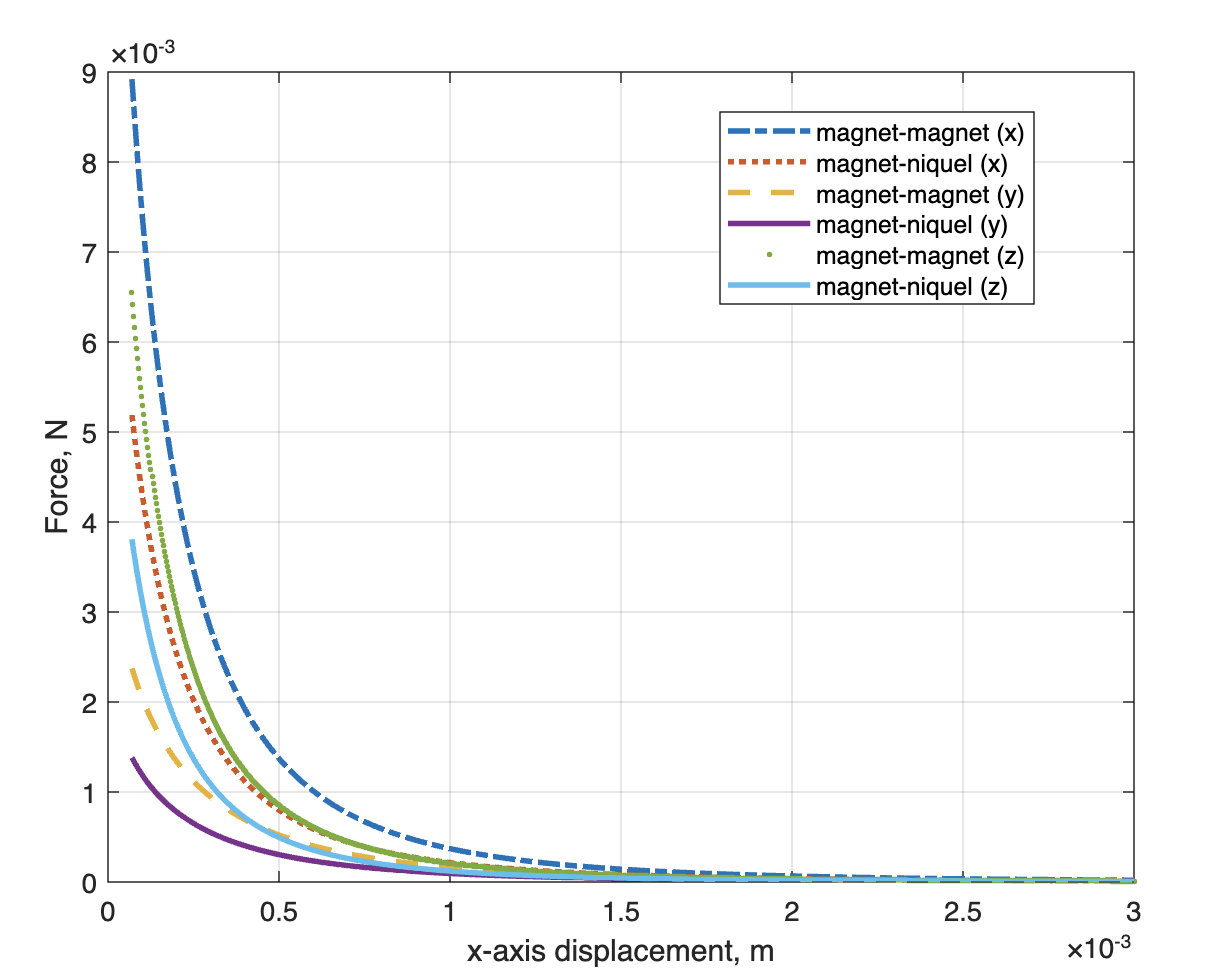 ×10-3
9
8
7
6
5
4
3
2
1
0
Force, N
magnet-magnet (x)
magnet-niquel (x)
magnet-magnet (y)
magnet-niquel (y)
magnet-magnet (z)
magnet-niquel (z)
0 0.5 1 1.5 2 2.5 3
x-axis displacement, m
×10-3